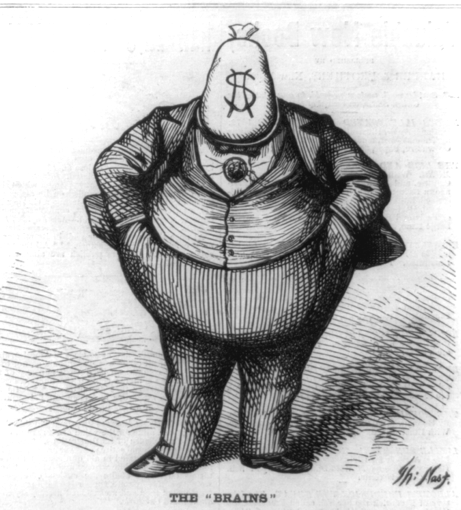 $
THE "BRAINS"
Th: Nast.